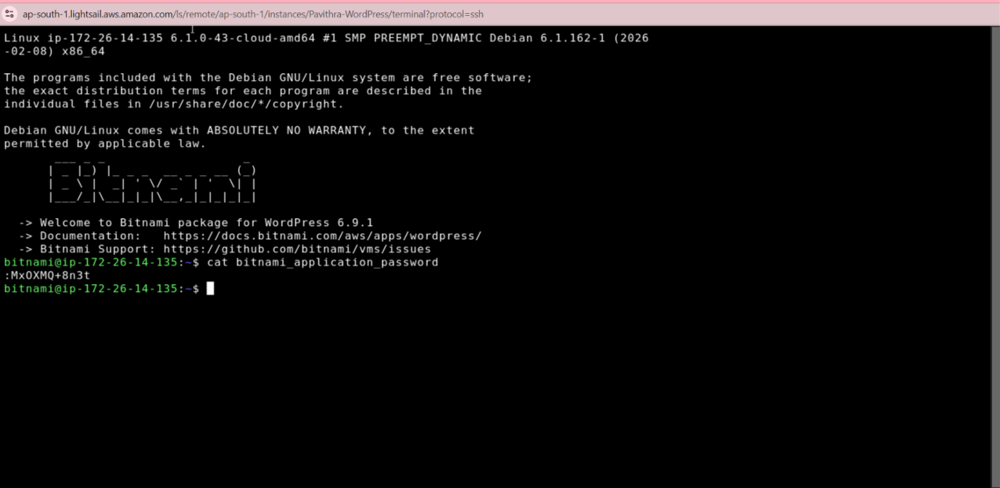 ap-south-1.lightsail.aws.amazon.com/ls/remote/ap-south-1/instances/Pavithra-WordPress/terminal?protocol=ssh
Linux ip-172-26-14-135 6.1.0-43-cloud-amd64 #1 SMP PREEMPT_DYNAMIC Debian 6.1.162-1 (2026
-02-08) x86_64
The programs included with the Debian GNU/Linux system are free software;
the exact distribution terms for each program are described in the
individual files in /usr/share/doc/*/copyright.
Debian GNU/Linux comes with ABSOLUTELY NO WARRANTY, to the extent
permitted by applicable law.
Bitnami
-> Welcome to Bitnami package for WordPress 6.9.1
-> Documentation:   https://docs.bitnami.com/aws/apps/wordpress/
-> Bitnami Support: https://github.com/bitnami/vms/issues
bitnami@ip-172-26-14-135:~$ cat bitnami_application_password
:MxOXMQ+8n3t
bitnami@ip-172-26-14-135:~$